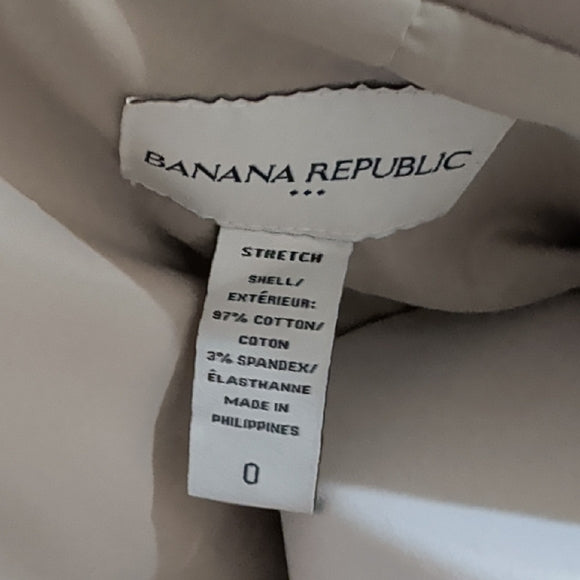 BANANA REPUBLIC
STRETCH
SHELL/
EXTÉRIEUR:
97% COTTON/
COTON
3% SPANDEX/
ÉLASTHANNE
MADE IN
PHILIPPINES
0